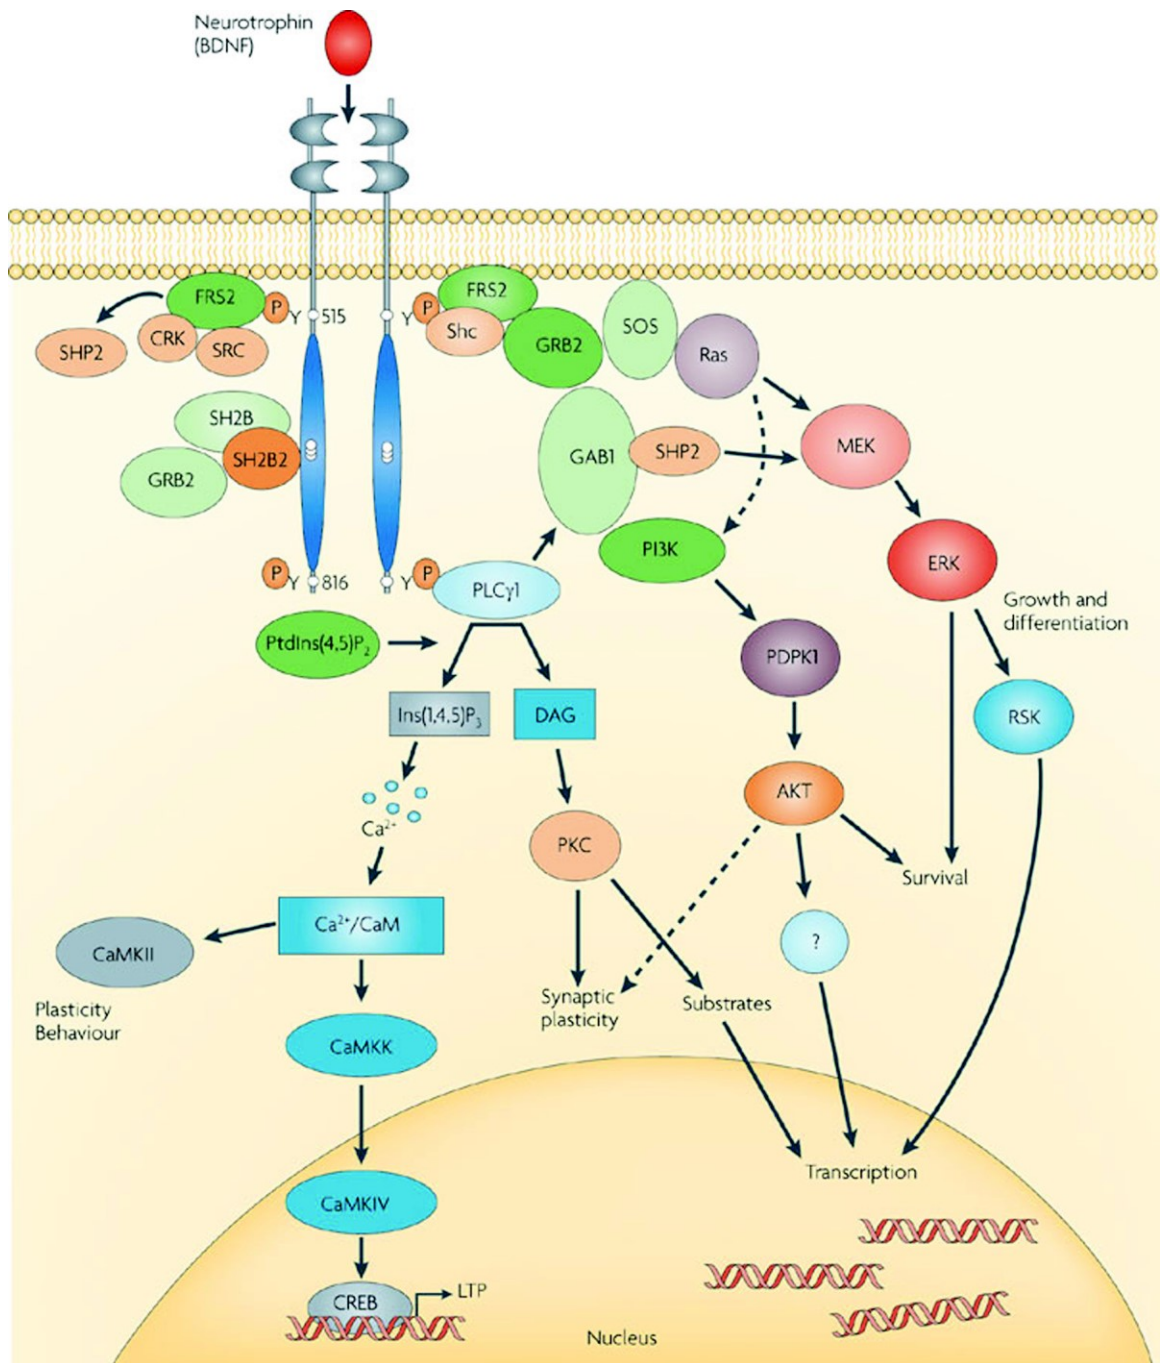 Neurotrophin
(BDNF)
FRS2
P
Y
515
Y
P
FRS2
Shc
GRB2
SOS
Ras
SHP2
CRK
SRC
SH2B
SH2B2
GRB2
GAB1
SHP2
MEK
PI3K
ERK
P
Y
816
Y
P
PLCγ1
Growth and
differentiation
PtdIns(4,5)P2
PDPK1
Ins(1,4,5)P3
DAG
RSK
AKT
Ca2+
PKC
Survival
Ca2+/CaM
CaMKII
?
Plasticity
Behaviour
Synaptic
plasticity
Substrates
CaMKK
Transcription
CaMKIV
CREB
LTP
Nucleus